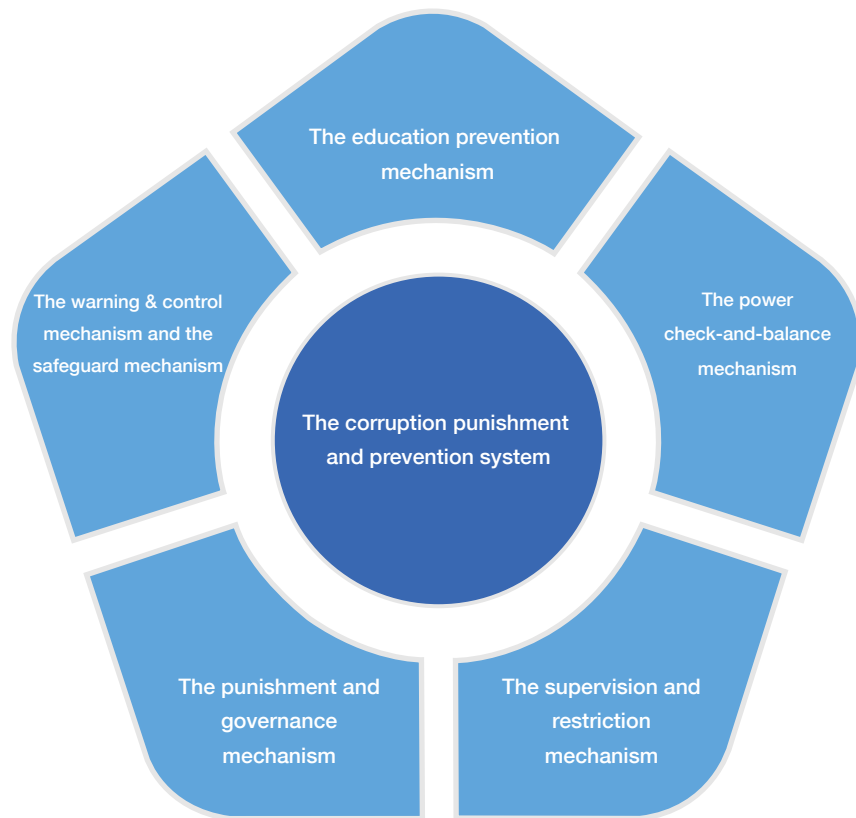 The education prevention
mechanism
The power
check-and-balance
mechanism
The supervision and
restriction
mechanism
The punishment and
governance
mechanism
The warning & control
mechanism and the
safeguard mechanism
The corruption punishment
and prevention system